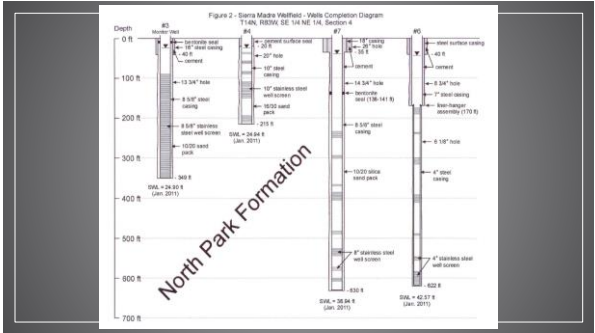 Figure 2 - Sierra Madre Wellfield - Wells Completion Diagram
T14N, R83W, SE 1/4 NE 1/4, Section 4
Depth
0 ft
100 ft
200 ft
300 ft
400 ft
500 ft
600 ft
700 ft
#3
Monitor Well
bentonite seal
16" steel casing
40 ft
cement
13 3/4" hole
8 5/8" steel
casing
8 5/8" stainless
steel well screen
10/20 sand
pack
349 ft
SWL = 24.90 ft
(Jan. 2011)
#4
cement surface seal
20 ft
20" hole
10" steel
casing
10" stainless steel
well screen
16/30 sand
pack
215 ft
SWL = 24.94 ft
(Jan. 2011)
#7
18" casing
26" hole
35 ft
cement
14 3/4" hole
bentonite
seal (136-141 ft)
8 5/8" steel
casing
10/20 silica
sand pack
8" stainless steel
well screen
630 ft
SWL = 38.94 ft
(Jan. 2011)
steel surface casing
40 ft
cement
9 3/4" hole
7" steel casing
liner-hanger
assembly (170 ft)
6 1/8" hole
4" steel
casing
4" stainless steel
well screen
622 ft
SWL = 42.57 ft
(Jan. 2011)
North Park Formation